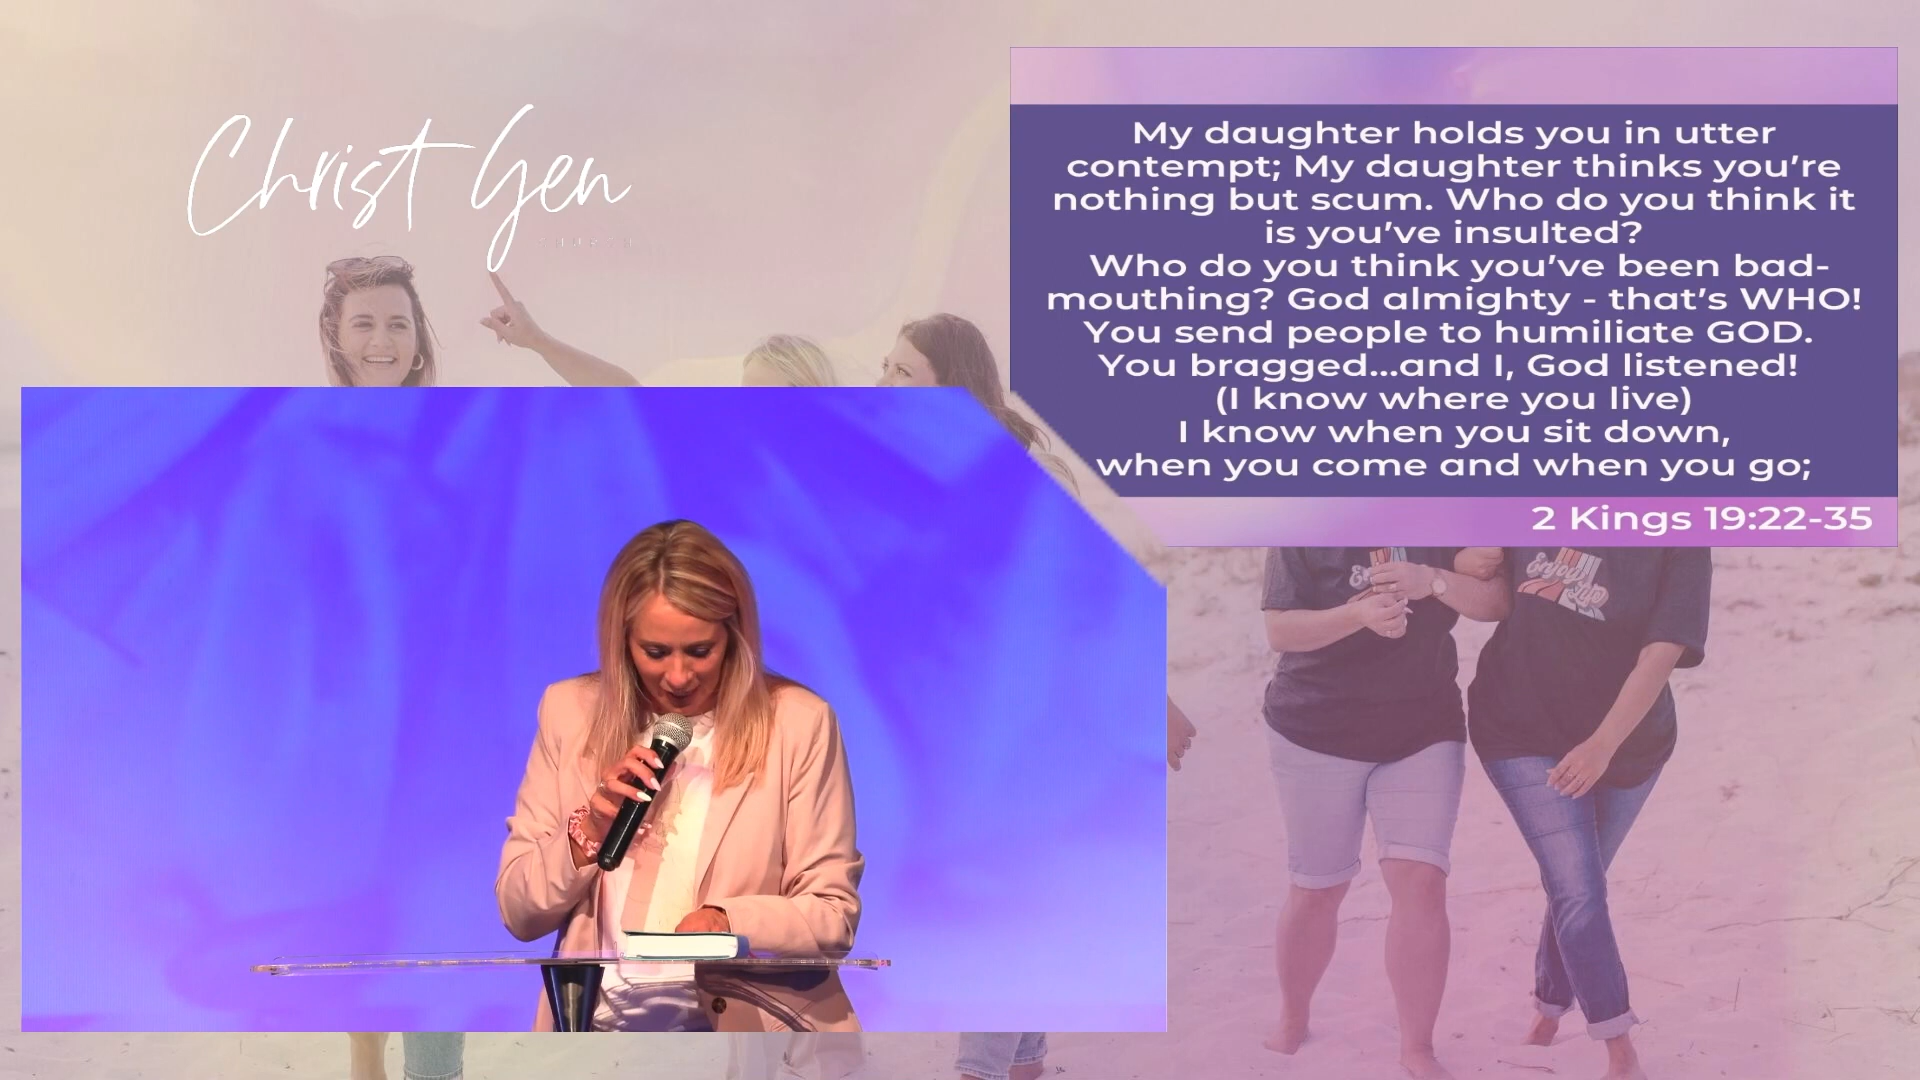 Christ Gen
CHURCH
My daughter holds you in utter
contempt; My daughter thinks you’re
nothing but scum. Who do you think it
is you’ve insulted?
Who do you think you’ve been bad-
mouthing? God almighty - that’s WHO!
You send people to humiliate GOD.
You bragged...and I, God listened!
(I know where you live)
I know when you sit down,
when you come and when you go;
2 Kings 19:22-35
Enjoy
Life